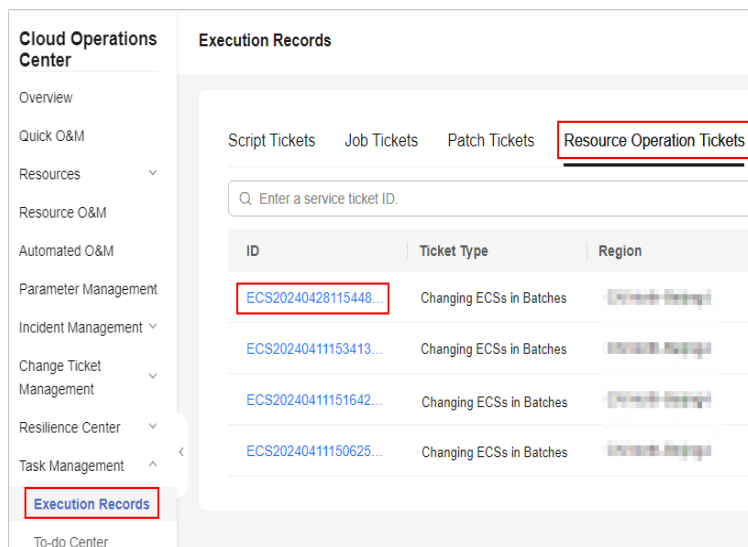 Cloud Operations
Center
Overview
Quick O&M
Resources
Resource O&M
Automated O&M
Parameter Management
Incident Management
Change Ticket
Management
Resilience Center
Task Management
Execution Records
To-do Center
Execution Records
Script Tickets Job Tickets Patch Tickets Resource Operation Tickets
Enter a service ticket ID.
ID Ticket Type Region
ECS20240428115448... Changing ECSs in Batches
ECS20240411153413... Changing ECSs in Batches
ECS20240411151642... Changing ECSs in Batches
ECS20240411150625... Changing ECSs in Batches